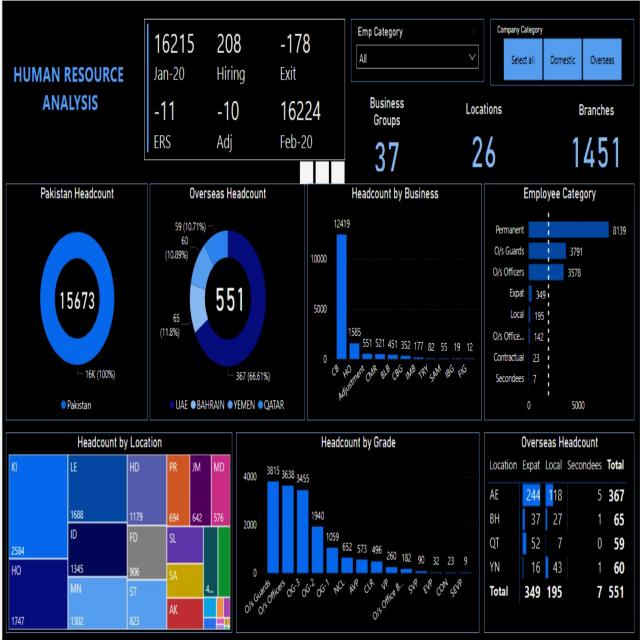 HUMAN RESOURCE
ANALYSIS
16215 208 -178
Jan-20 Hiring Exit
-11 -10 16224
ERS Adj Feb-20
Emp Category
All
Company Category
Select all Domestic Overseas
Business
Groups
37
Locations
26
Branches
1451
Pakistan Headcount
15673
16K (100%)
Pakistan
Overseas Headcount
59 (10.71%)
60
(10.89%)
551
65
(11.8%)
367 (66.61%)
UAE BAHRAIN YEMEN QATAR
Headcount by Business
12419
10000
5000
0
1585 551 521 451 352 177 82 55 19 12
CB HO Adjustment CMR BLB CBG IMB TRY SAM IBG FIG
Employee Category
Permanent 8139
O/s Guards 3791
O/s Officers 3578
Expat 349
Local 195
O/s Office... 142
Contractual 23
Secondees 7
0 5000
Headcount by Location
KI
2584
HO
1747
LE
1688
ID
1345
MN
1302
HD
1179
FD
906
ST
823
PR
694
JM
642
MD
576
SL
SA
AK
4...
Headcount by Grade
4000
2000
0
3815 3638 3455 1940 1059 652 573 496 260 182 90 32 23 9
O/s Guards O/s Officers OG-3 OG-2 OG-1 NCL AVP CLR VP O/s Office B... SVP EVP CON SEVP
Overseas Headcount
Location Expat Local Secondees Total
AE 244 118 5 367
BH 37 27 1 65
QT 52 7 0 59
YN 16 43 1 60
Total 349 195 7 551